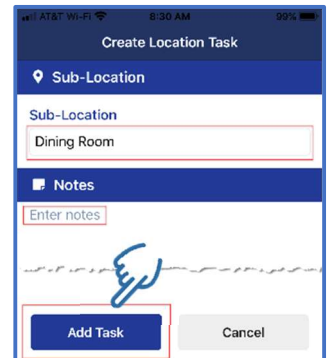 AT&T Wi-Fi 8:30 AM 99%
Create Location Task
Sub-Location
Sub-Location
Dining Room
Notes
Enter notes
Add Task Cancel